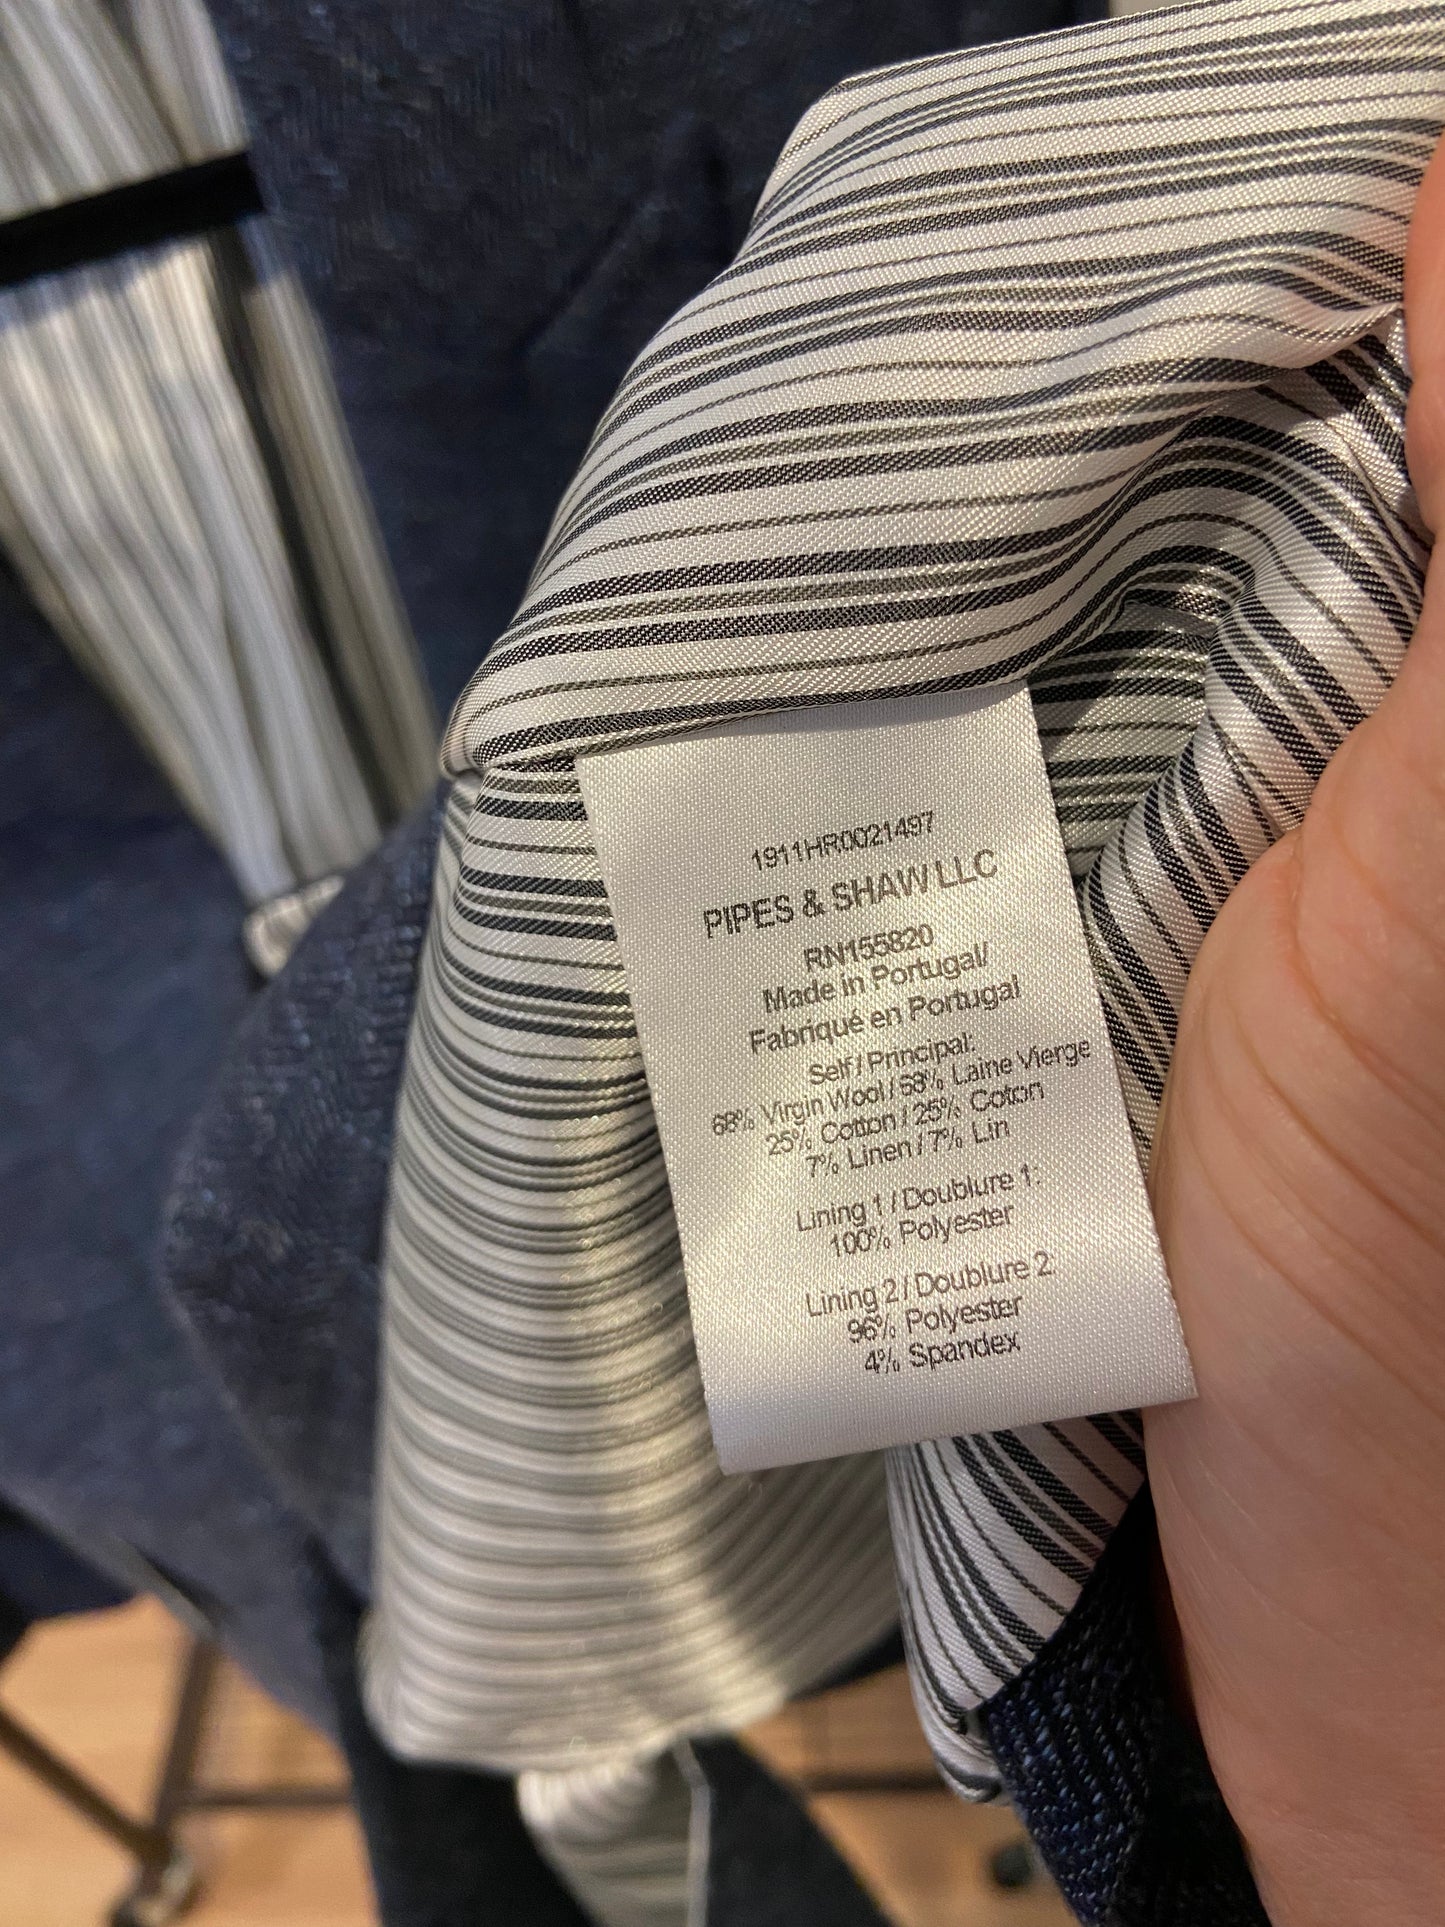 1911HR0021497
PIPES & SHAW LLC
RN155820
Made in Portugal/
Fabriqué en Portugal
Self / Principal:
68% Virgin Wool / 68% Laine Vierge
25% Cotton / 25% Coton
7% Linen / 7% Lin
Lining 1 / Doublure 1:
100% Polyester
Lining 2 / Doublure 2:
96% Polyester
4% Spandex